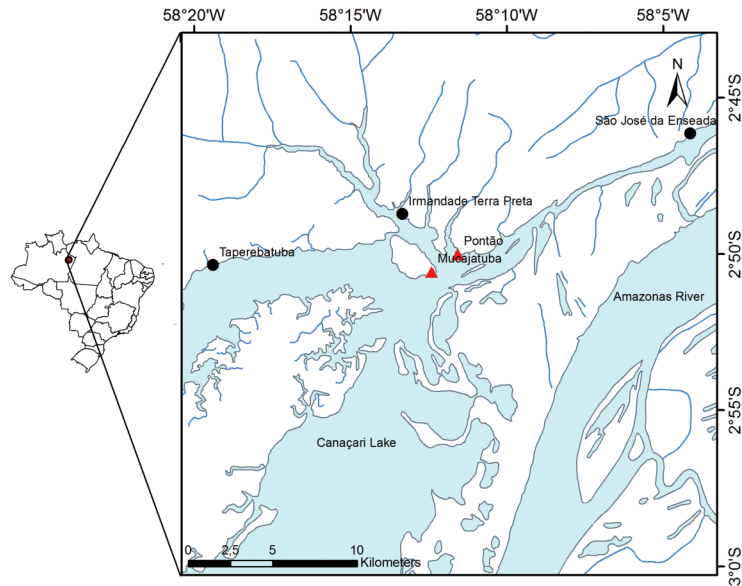 58°20'W 58°15'W 58°10'W 58°5'W
N
2°45'S
São José da Enseada
Irmandade Terra Preta
Pontão
Taperebatuba
Mucajatuba
2°50'S
Amazonas River
2°55'S
Canaçari Lake
0 2,5 5 10
Kilometers
3°0'S